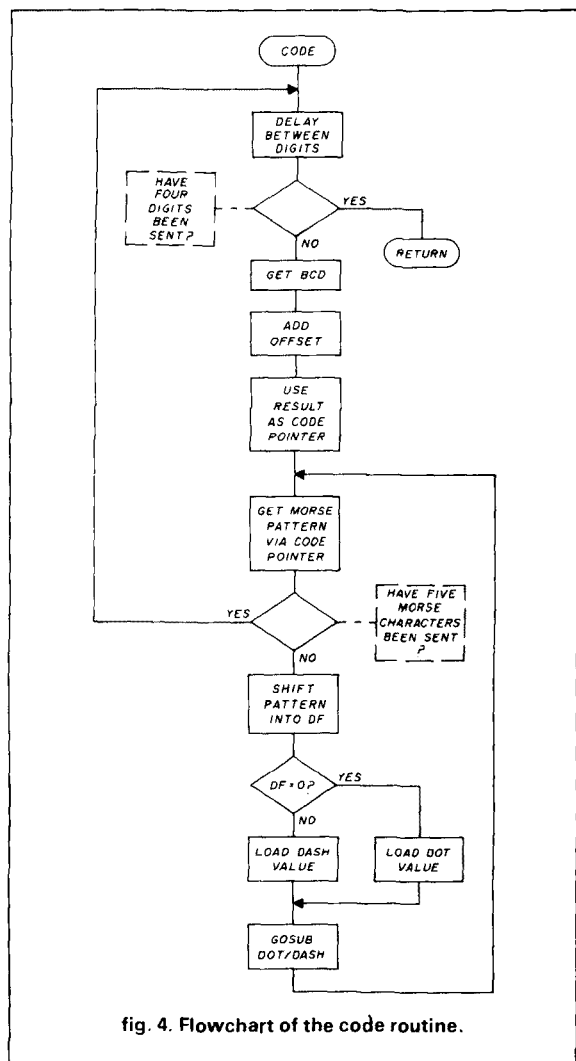 CODE
DELAY
BETWEEN
DIGITS
HAVE
FOUR
DIGITS
BEEN
SENT?
YES
NO
RETURN
GET BCD
ADD
OFFSET
USE
RESULT
AS CODE
POINTER
GET MORSE
PATTERN
VIA CODE
POINTER
YES
HAVE FIVE
MORSE
CHARACTERS
BEEN SENT
?
NO
SHIFT
PATTERN
INTO DF
DF=0?
YES
NO
LOAD DASH
VALUE
LOAD DOT
VALUE
GOSUB
DOT/DASH
fig. 4. Flowchart of the code routine.